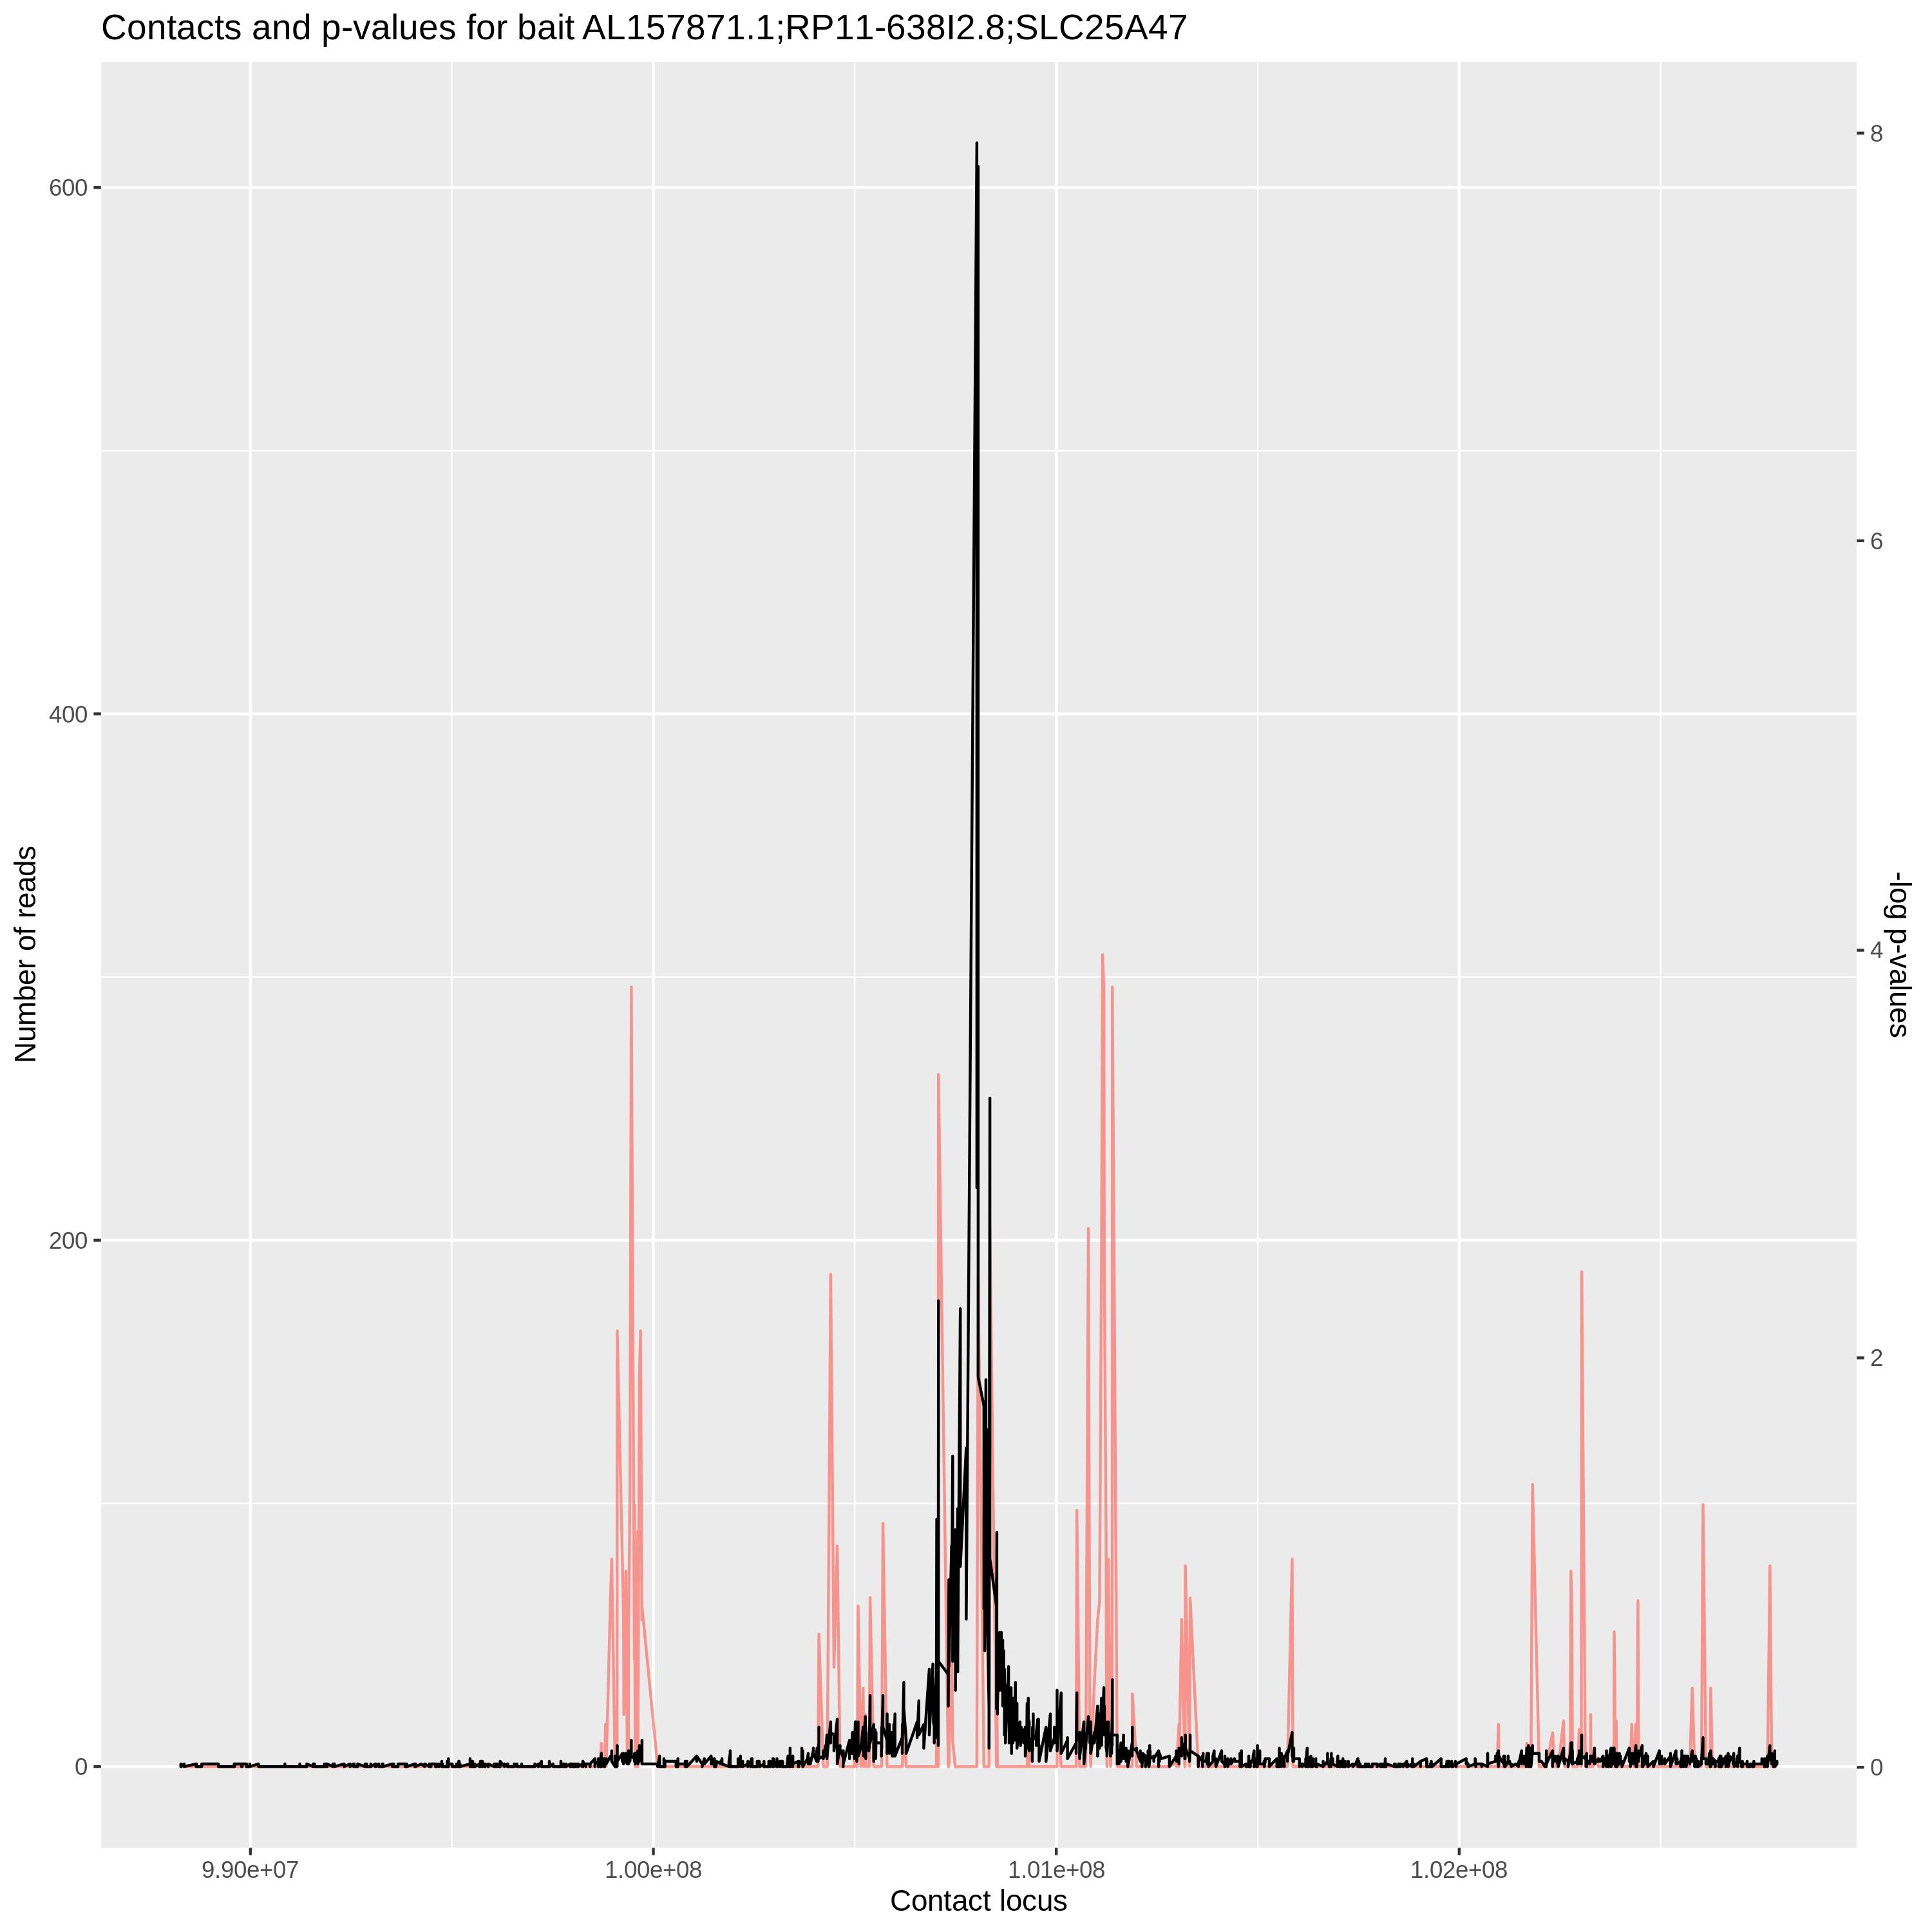 Contacts and p-values for bait AL157871.1;RP11-638I2.8;SLC25A47
600
400
200
0
Number of reads
8
6
4
2
0
-log p-values
9.90e+07
1.00e+08
1.01e+08
1.02e+08
Contact locus